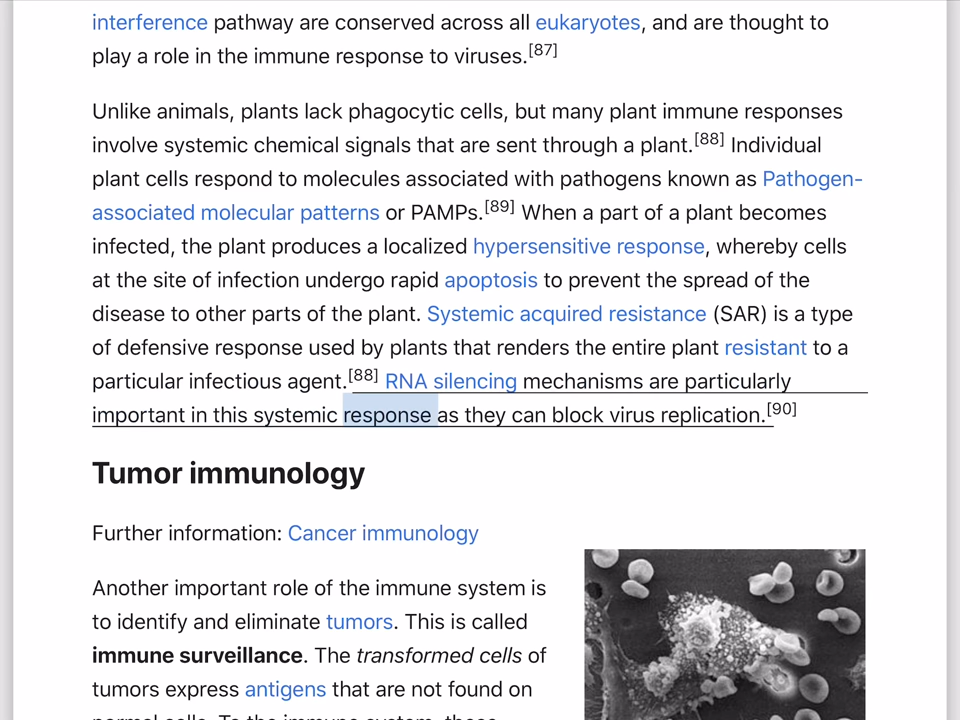 interference pathway are conserved across all eukaryotes, and are thought to
play a role in the immune response to viruses.[87]
Unlike animals, plants lack phagocytic cells, but many plant immune responses
involve systemic chemical signals that are sent through a plant.[88] Individual
plant cells respond to molecules associated with pathogens known as Pathogen-
associated molecular patterns or PAMPs.[89] When a part of a plant becomes
infected, the plant produces a localized hypersensitive response, whereby cells
at the site of infection undergo rapid apoptosis to prevent the spread of the
disease to other parts of the plant. Systemic acquired resistance (SAR) is a type
of defensive response used by plants that renders the entire plant resistant to a
particular infectious agent.[88] RNA silencing mechanisms are particularly
important in this systemic response as they can block virus replication.[90]
Tumor immunology
Further information: Cancer immunology
Another important role of the immune system is
to identify and eliminate tumors. This is called
immune surveillance. The transformed cells of
tumors express antigens that are not found on
normal cells. To the immune system, these